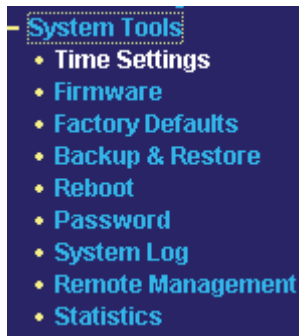 – System Tools
• Time Settings
• Firmware
• Factory Defaults
• Backup & Restore
• Reboot
• Password
• System Log
• Remote Management
• Statistics